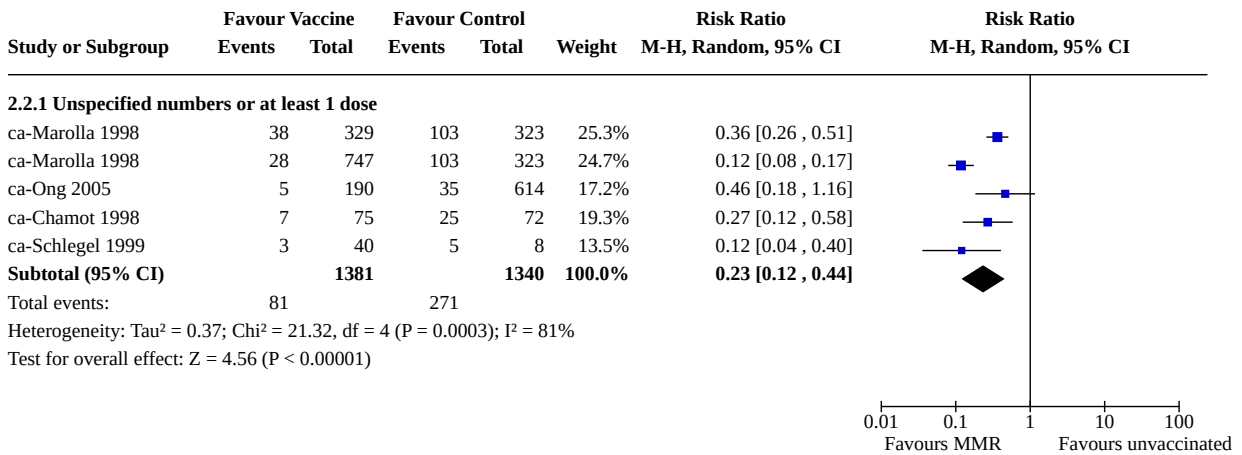 Favour Vaccine Favour Control Risk Ratio Risk Ratio
Study or Subgroup Events Total Events Total Weight M-H, Random, 95% CI M-H, Random, 95% CI
2.2.1 Unspecified numbers or at least 1 dose
ca-Marolla 1998 38 329 103 323 25.3% 0.36 [0.26 , 0.51]
ca-Marolla 1998 28 747 103 323 24.7% 0.12 [0.08 , 0.17]
ca-Ong 2005 5 190 35 614 17.2% 0.46 [0.18 , 1.16]
ca-Chamot 1998 7 75 25 72 19.3% 0.27 [0.12 , 0.58]
ca-Schlegel 1999 3 40 5 8 13.5% 0.12 [0.04 , 0.40]
Subtotal (95% CI) 1381 1340 100.0% 0.23 [0.12 , 0.44]
Total events: 81 271
Heterogeneity: Tau² = 0.37; Chi² = 21.32, df = 4 (P = 0.0003); I² = 81%
Test for overall effect: Z = 4.56 (P < 0.00001)
0.01 0.1 1 10 100
Favours MMR Favours unvaccinated